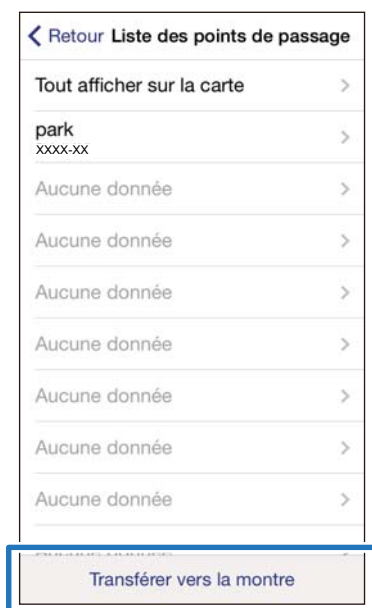 Retour Liste des points de passage
Tout afficher sur la carte
park
XXXX-XX
Aucune donnée
Aucune donnée
Aucune donnée
Aucune donnée
Aucune donnée
Aucune donnée
Aucune donnée
Transférer vers la montre